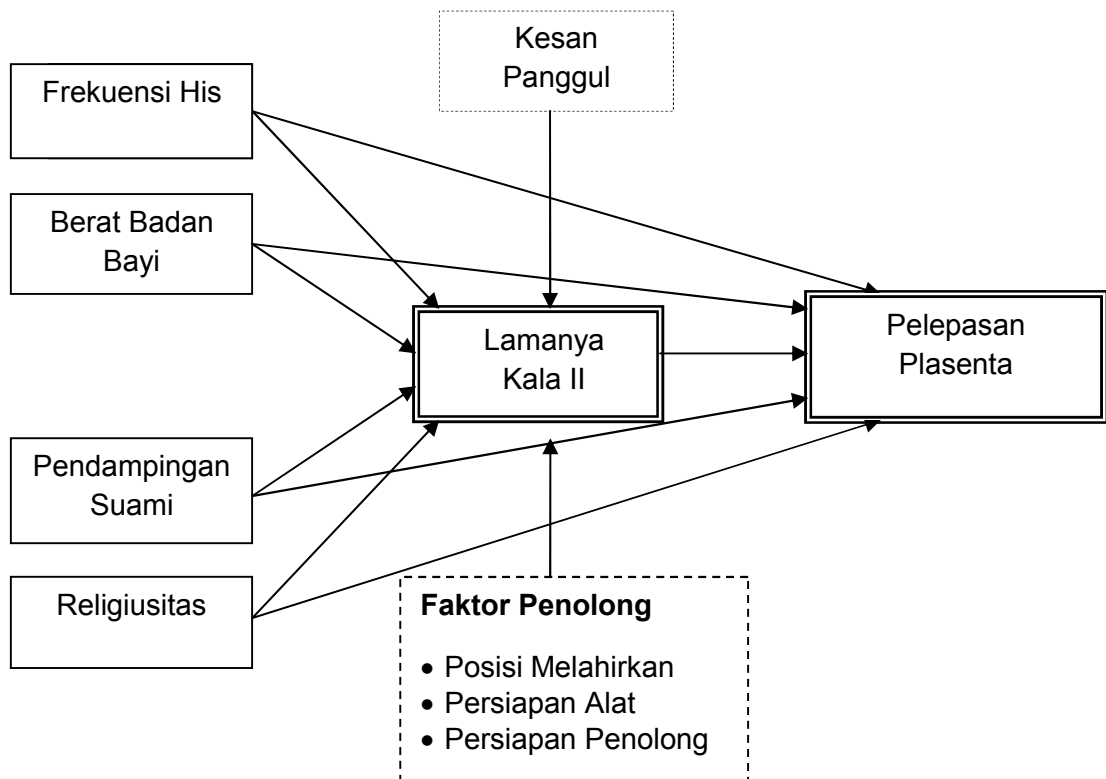 Kesan
Panggul
Frekuensi His
Berat Badan
Bayi
Lamanya
Kala II
Pelepasan
Plasenta
Pendampingan
Suami
Religiusitas
Faktor Penolong
• Posisi Melahirkan
• Persiapan Alat
• Persiapan Penolong